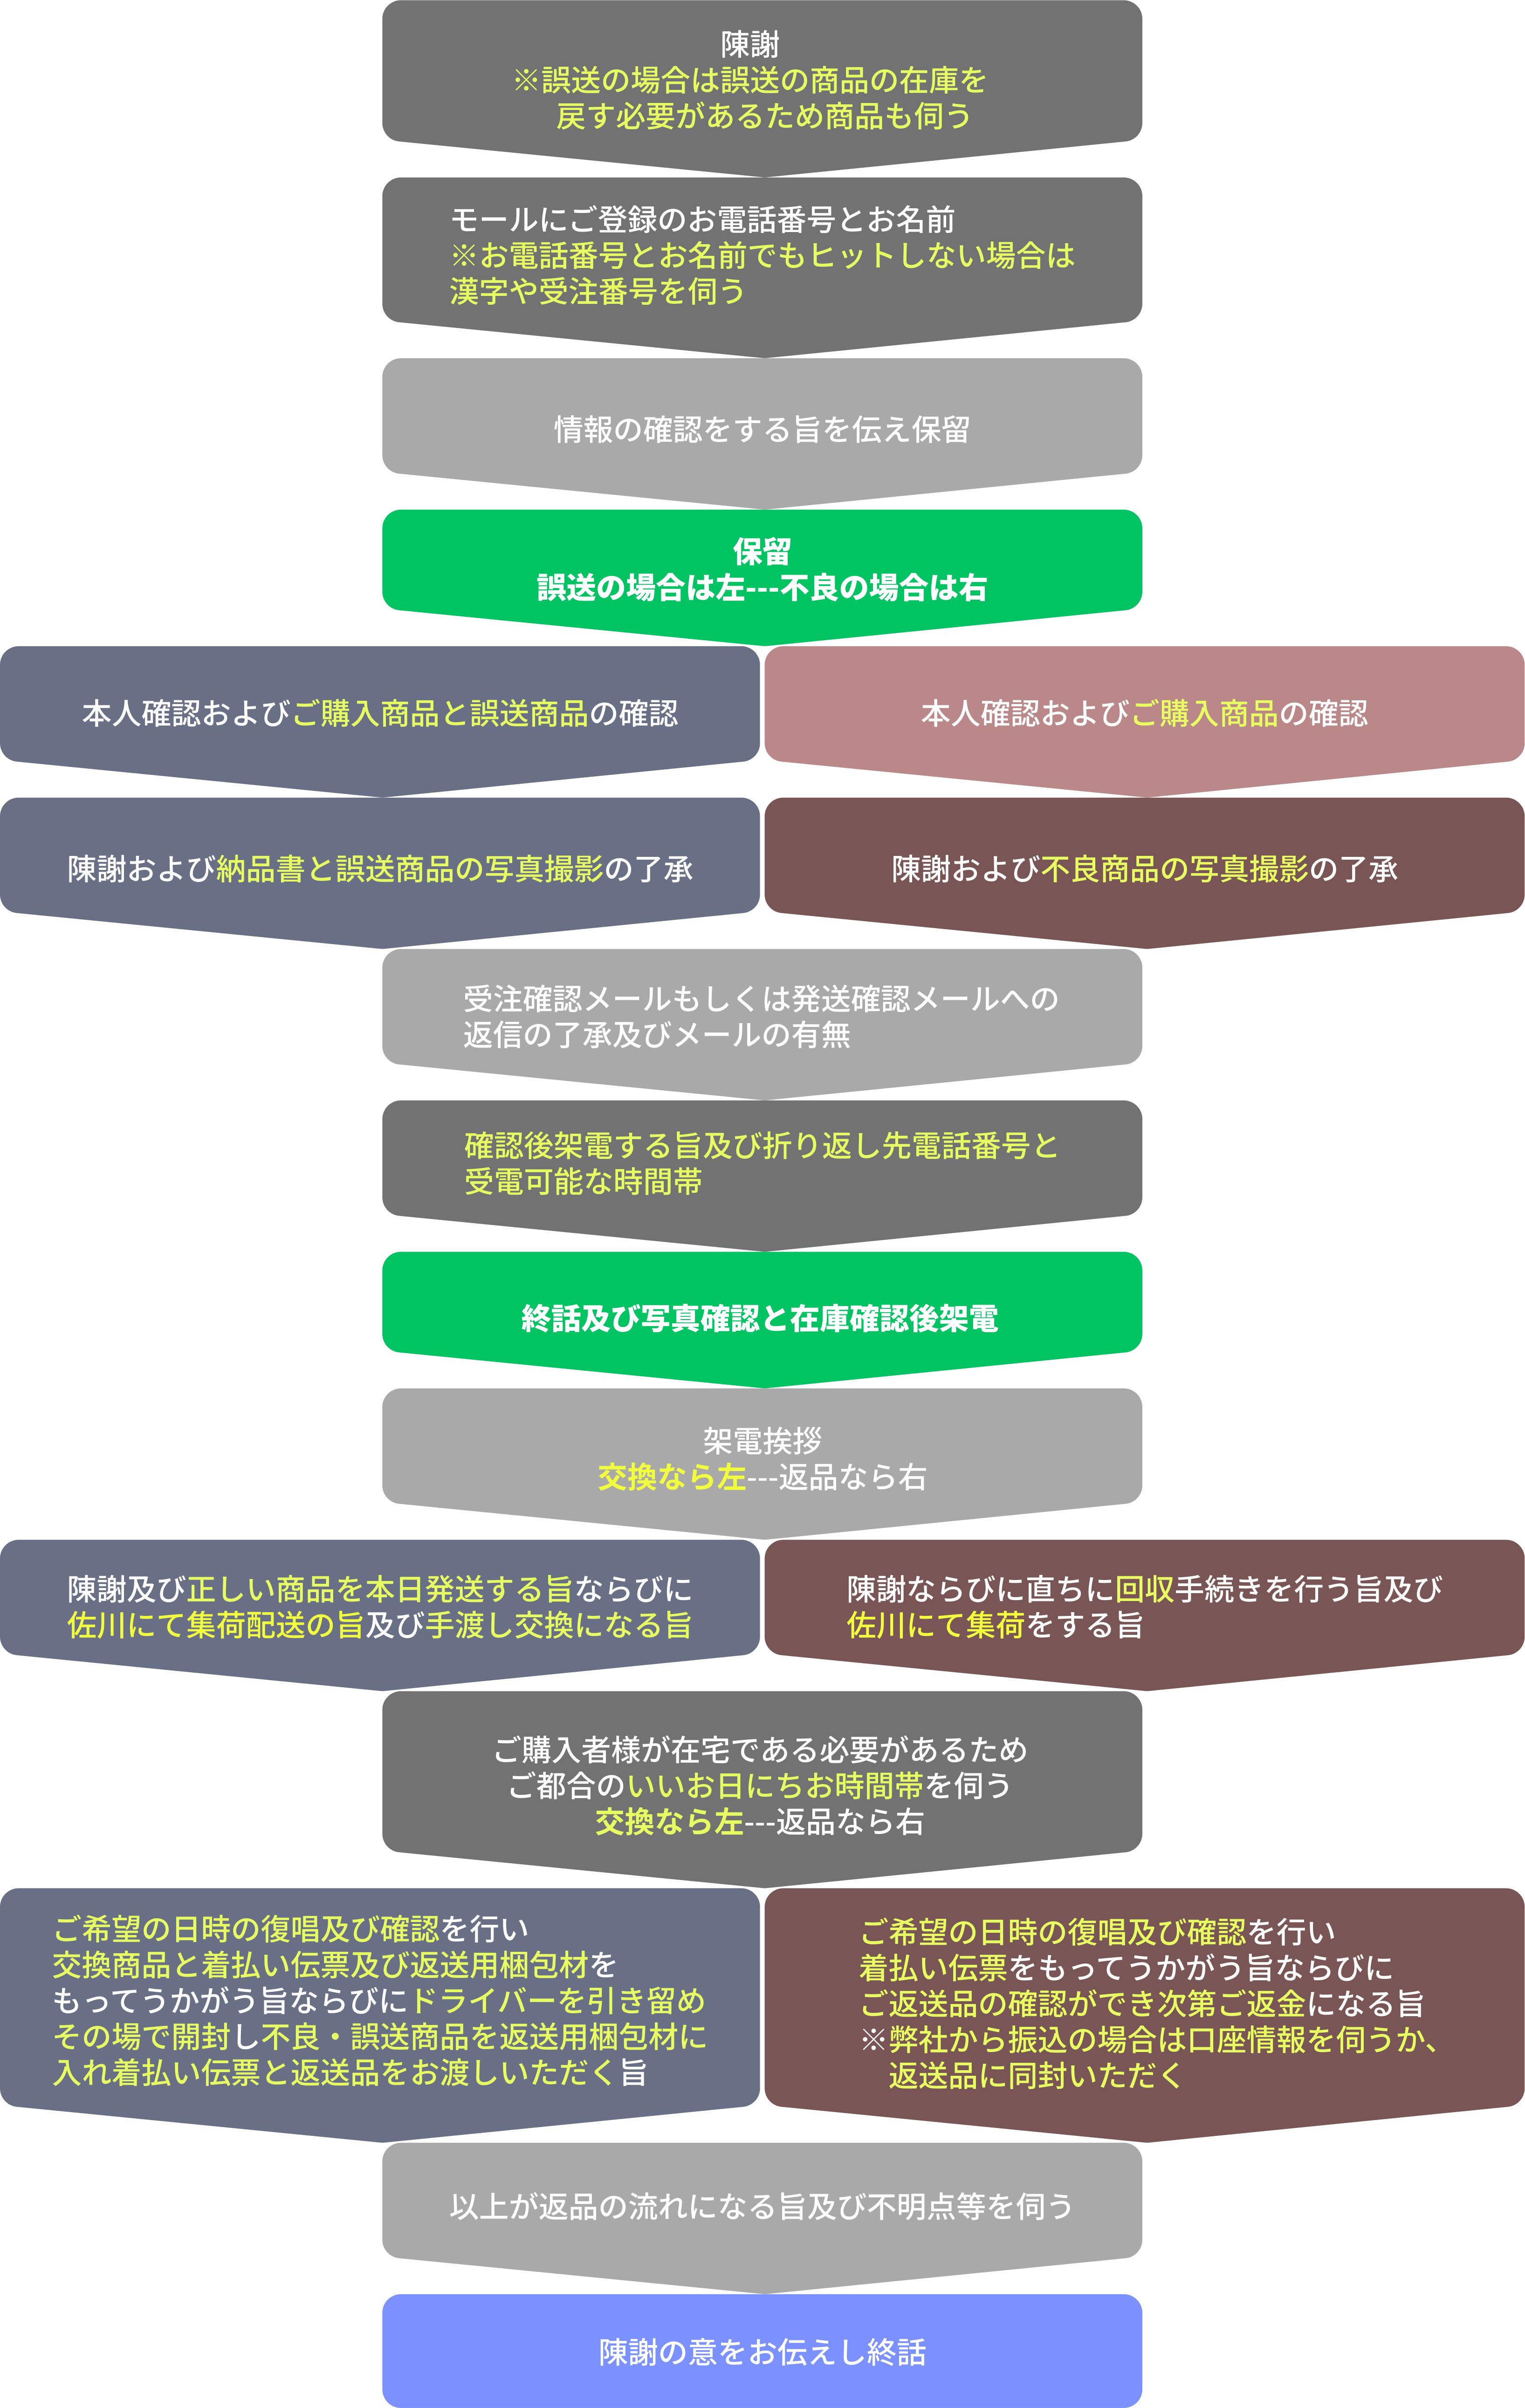 陳謝
※誤送の場合は誤送の商品の在庫を
戻す必要があるため商品も伺う
モールにご登録のお電話番号とお名前
※お電話番号とお名前でもヒットしない場合は
漢字や受注番号を伺う
情報の確認をする旨を伝え保留
保留
誤送の場合は左---不良の場合は右
本人確認およびご購入商品と誤送商品の確認
本人確認およびご購入商品の確認
陳謝および納品書と誤送商品の写真撮影の了承
陳謝および不良商品の写真撮影の了承
受注確認メールもしくは発送確認メールへの
返信の了承及びメールの有無
確認後架電する旨及び折り返し先電話番号と
受電可能な時間帯
終話及び写真確認と在庫確認後架電
架電挨拶
交換なら左---返品なら右
陳謝及び正しい商品を本日発送する旨ならびに
佐川にて集荷配送の旨及び手渡し交換になる旨
陳謝ならびに直ちに回収手続きを行う旨及び
佐川にて集荷をする旨
ご購入者様が在宅である必要があるため
ご都合のいいお日にちお時間帯を伺う
交換なら左---返品なら右
ご希望の日時の復唱及び確認を行い
交換商品と着払い伝票及び返送用梱包材を
もってうかがう旨ならびにドライバーを引き留め
その場で開封し不良・誤送商品を返送用梱包材に
入れ着払い伝票と返送品をお渡しいただく旨
ご希望の日時の復唱及び確認を行い
着払い伝票をもってうかがう旨ならびに
ご返送品の確認ができ次第ご返金になる旨
※弊社から振込の場合は口座情報を伺うか、
返送品に同封いただく
以上が返品の流れになる旨及び不明点等を伺う
陳謝の意をお伝えし終話